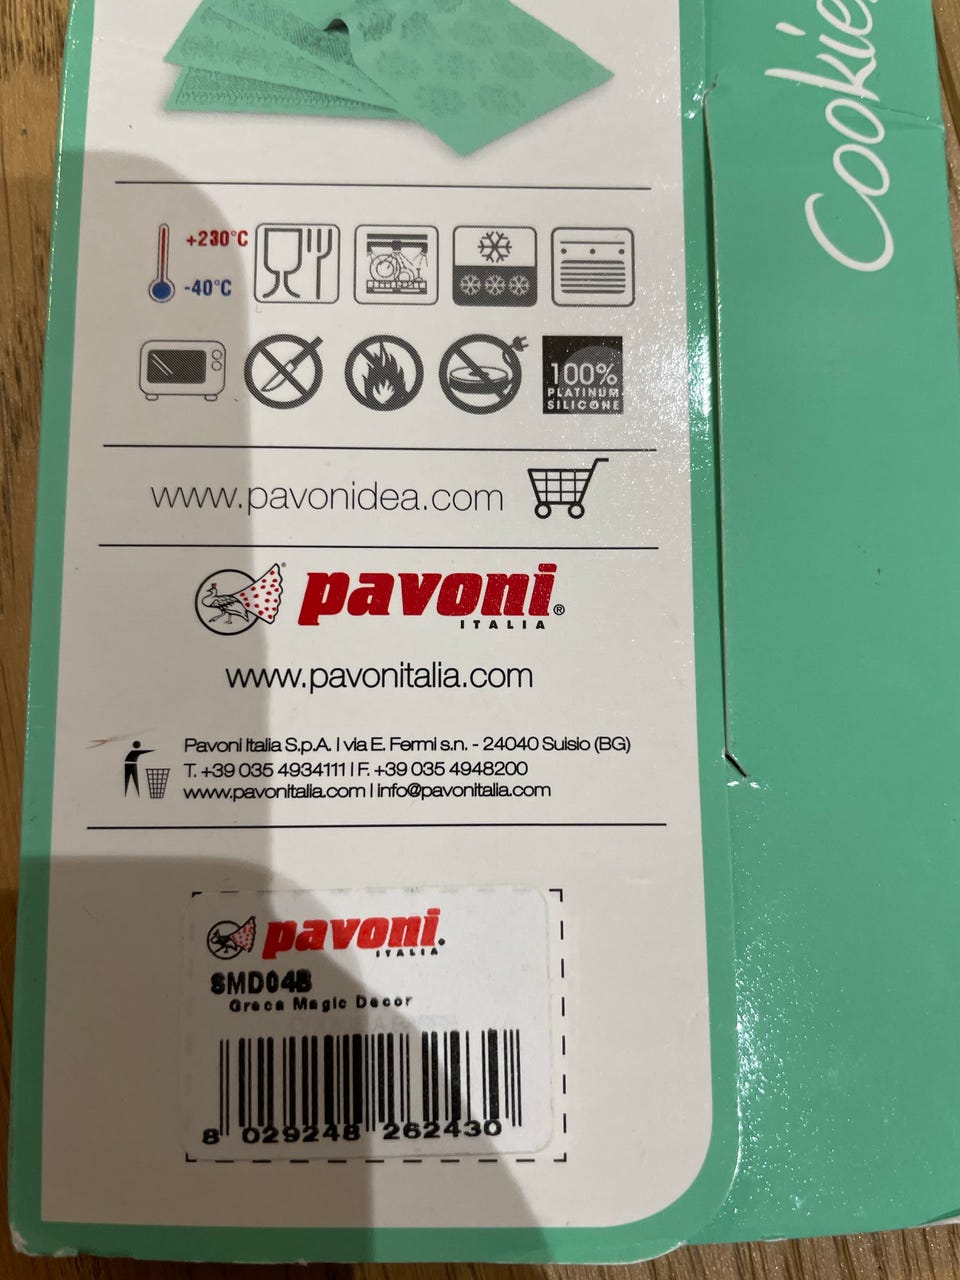 Cookie
+230°C
-40°C
100%
PLATINUM
SILICONE
www.pavonidea.com
pavoni®
ITALIA
www.pavonitalia.com
Pavoni Italia S.p.A. | via E. Fermi s.n. - 24040 Suisio (BG)
T. +39 035 4934111 | F. +39 035 4948200
www.pavonitalia.com | info@pavonitalia.com
pavoni.
ITALIA
SMD04B
Greca Magic Decor
8 029248 262430